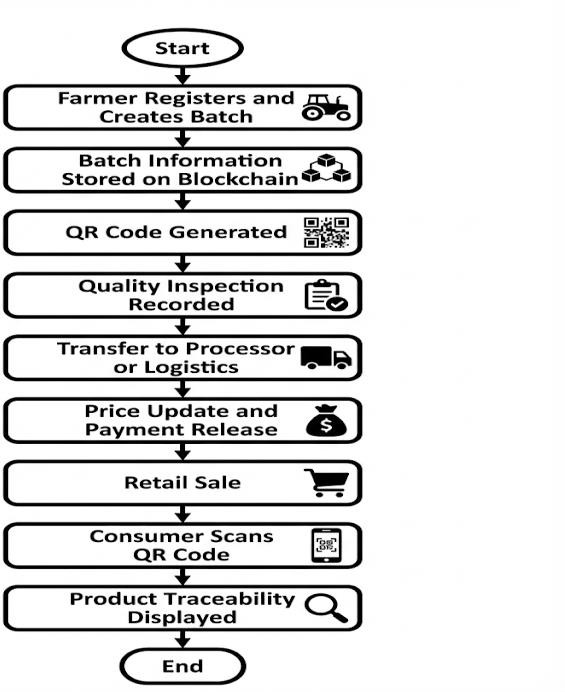 Start
Farmer Registers and
Creates Batch
Batch Information
Stored on Blockchain
QR Code Generated
Quality Inspection
Recorded
Transfer to Processor
or Logistics
Price Update and
Payment Release
$
Retail Sale
Consumer Scans
QR Code
Product Traceability
Displayed
End